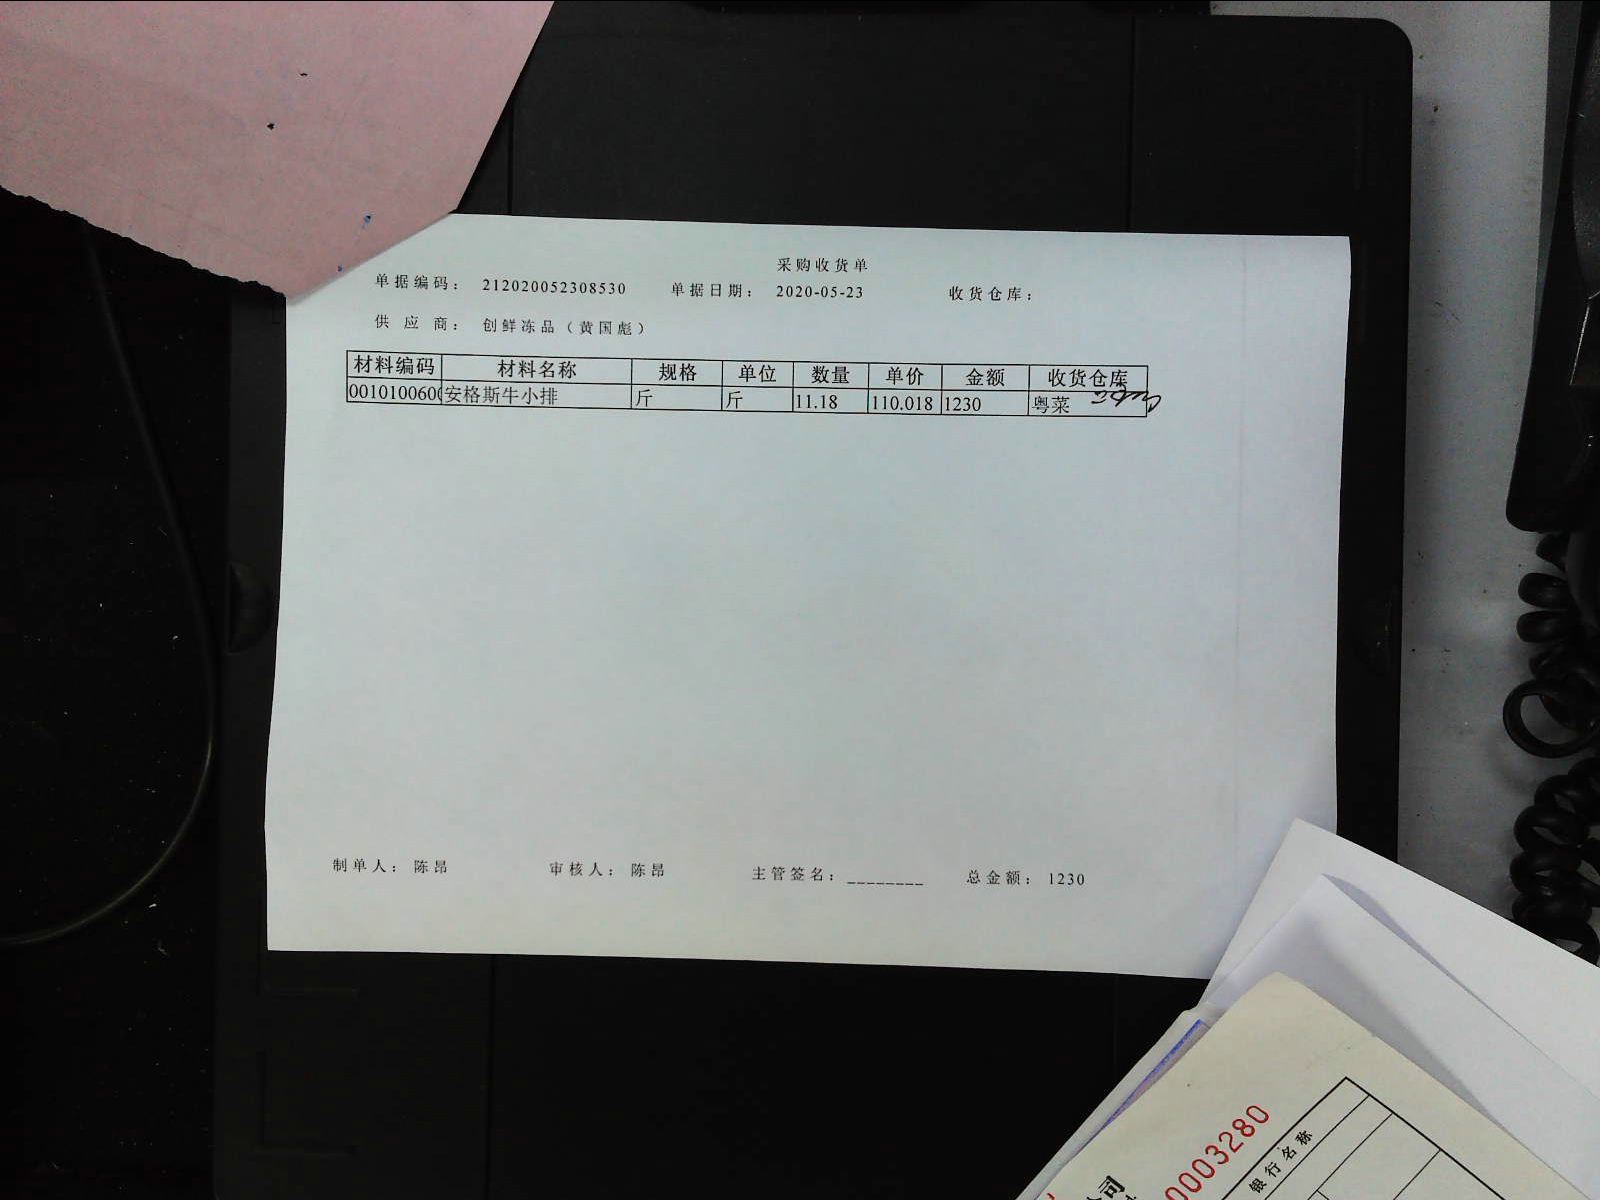 采购收货单
单据编码： 212020052308530 单据日期： 2020-05-23 收货仓库：
供 应 商： 创鲜冻品（黄国彪）
材料编码 材料名称 规格 单位 数量 单价 金额 收货仓库
0010100600 安格斯牛小排 斤 斤 11.18 110.018 1230 粤菜
制单人： 陈昂 审核人： 陈昂 主管签名：________ 总金额： 1230
0003280
银行名称
公司